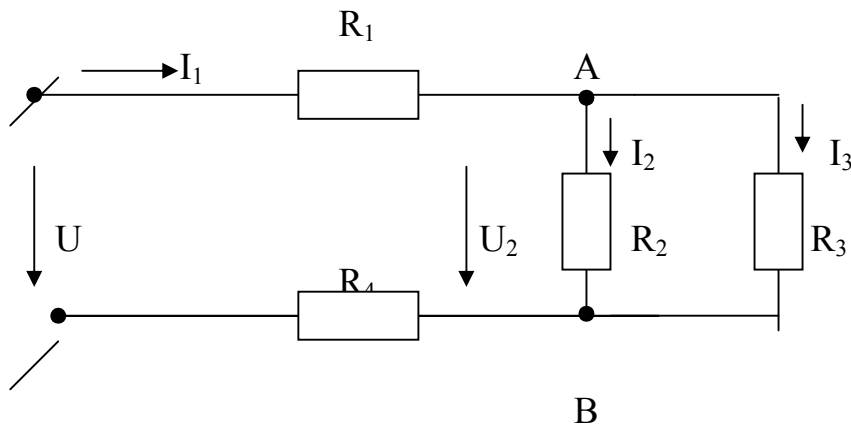 R₁
I₁
A
I₂
I₃
U
U₂
R₂
R₃
R₄
B